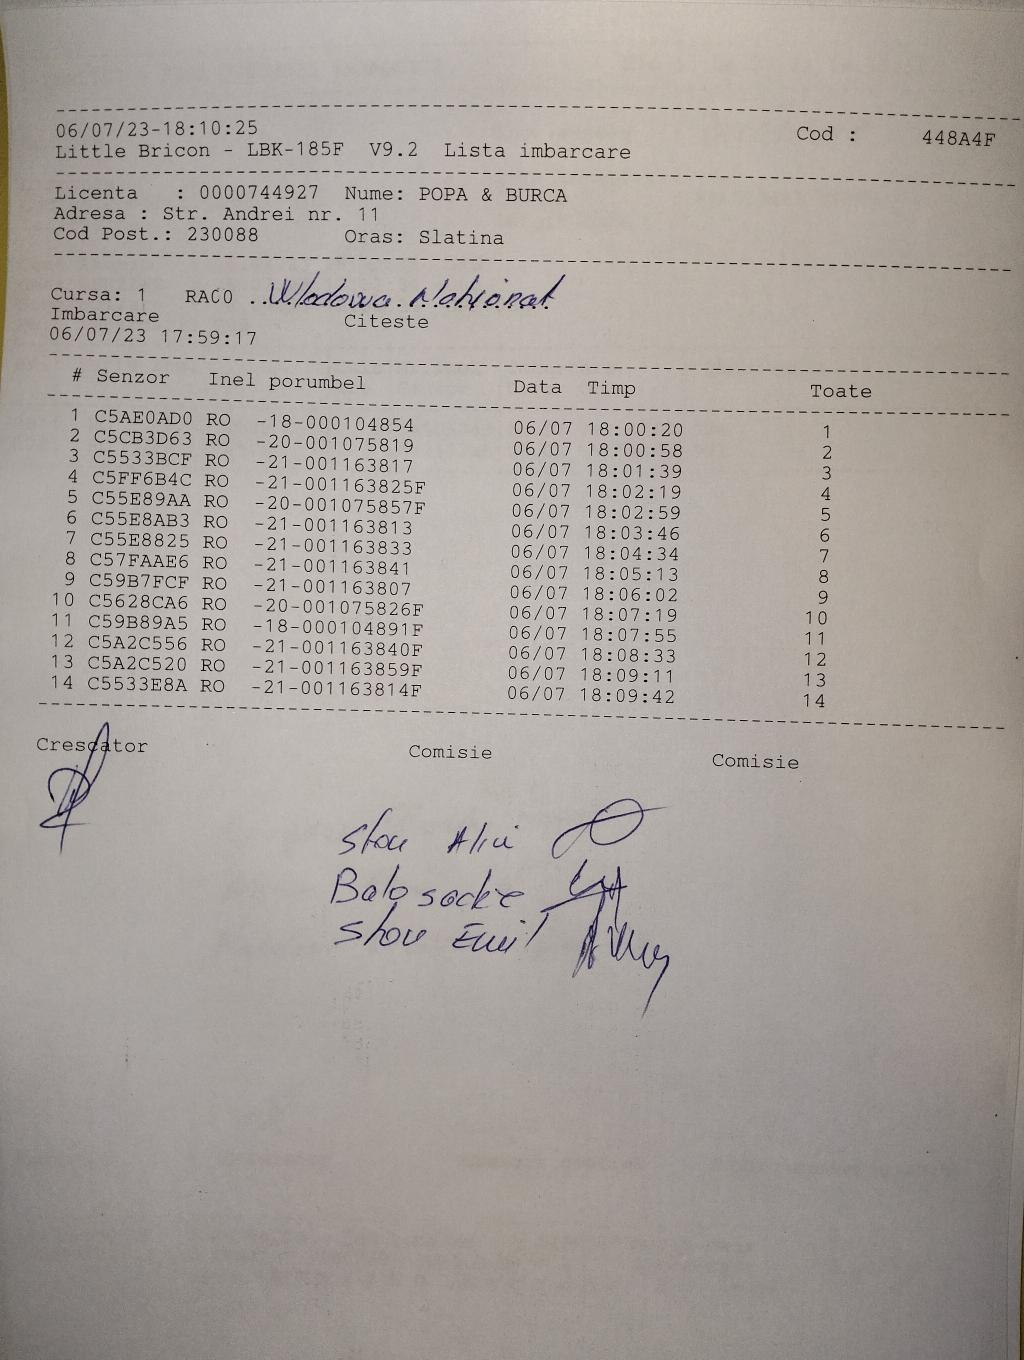 06/07/23-18:10:25 Cod : 448A4F
Little Bricon - LBK-185F V9.2 Lista imbarcare
Licenta : 0000744927 Nume: POPA & BURCA
Adresa : Str. Andrei nr. 11
Cod Post.: 230088 Oras: Slatina
Cursa: 1 RACO ..Wlodowa. National
Imbarcare Citeste
06/07/23 17:59:17
# Senzor Inel porumbel Data Timp Toate
1 C5AE0AD0 RO -18-000104854 06/07 18:00:20 1
2 C5CB3D63 RO -20-001075819 06/07 18:00:58 2
3 C5533BCF RO -21-001163817 06/07 18:01:39 3
4 C5FF6B4C RO -21-001163825F 06/07 18:02:19 4
5 C55E89AA RO -20-001075857F 06/07 18:02:59 5
6 C55E8AB3 RO -21-001163813 06/07 18:03:46 6
7 C55E8825 RO -21-001163833 06/07 18:04:34 7
8 C57FAAE6 RO -21-001163841 06/07 18:05:13 8
9 C59B7FCF RO -21-001163807 06/07 18:06:02 9
10 C5628CA6 RO -20-001075826F 06/07 18:07:19 10
11 C59B89A5 RO -18-000104891F 06/07 18:07:55 11
12 C5A2C556 RO -21-001163840F 06/07 18:08:33 12
13 C5A2C520 RO -21-001163859F 06/07 18:09:11 13
14 C5533E8A RO -21-001163814F 06/07 18:09:42 14
Crescator Comisie Comisie
Emil